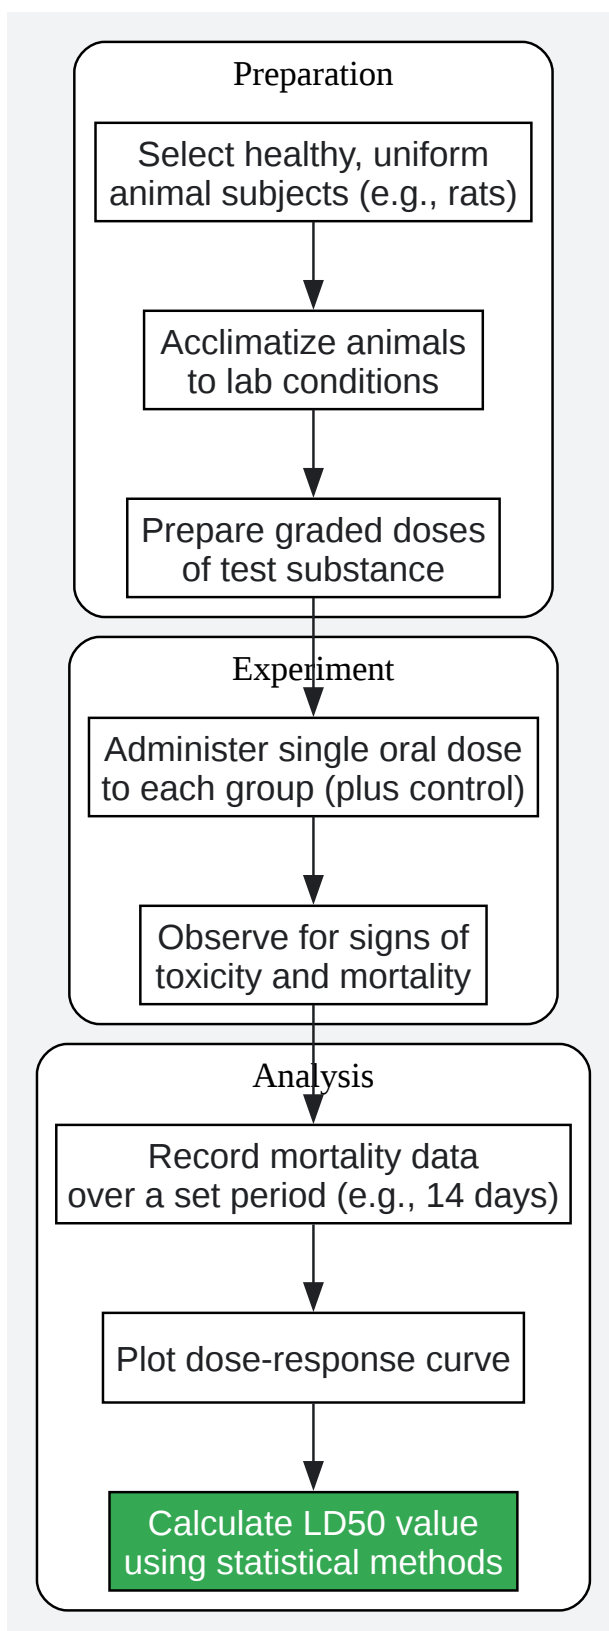 Preparation
Select healthy, uniform
animal subjects (e.g., rats)
Acclimatize animals
to lab conditions
Prepare graded doses
of test substance
Experiment
Administer single oral dose
to each group (plus control)
Observe for signs of
toxicity and mortality
Analysis
Record mortality data
over a set period (e.g., 14 days)
Plot dose-response curve
Calculate LD50 value
using statistical methods